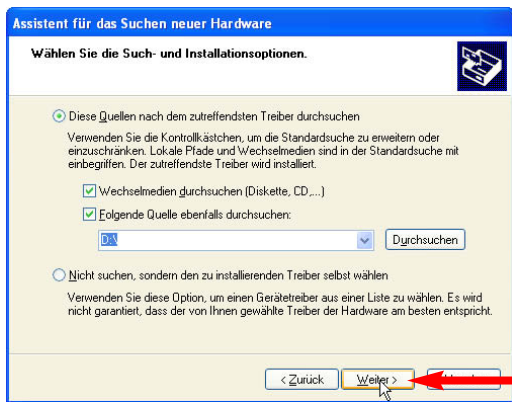 Assistent für das Suchen neuer Hardware
Wählen Sie die Such- und Installationsoptionen.
Diese Quellen nach dem zutreffendsten Treiber durchsuchen
Verwenden Sie die Kontrollkästchen, um die Standardsuche zu erweitern oder
einzuschränken. Lokale Pfade und Wechselmedien sind in der Standardsuche mit
einbegriffen. Der zutreffendste Treiber wird installiert.
Wechselmedien durchsuchen (Diskette, CD,...)
Folgende Quelle ebenfalls durchsuchen:
D:\
Durchsuchen
Nicht suchen, sondern den zu installierenden Treiber selbst wählen
Verwenden Sie diese Option, um einen Gerätetreiber aus einer Liste zu wählen. Es wird
nicht garantiert, dass der von Ihnen gewählte Treiber der Hardware am besten entspricht.
< Zurück
Weiter >